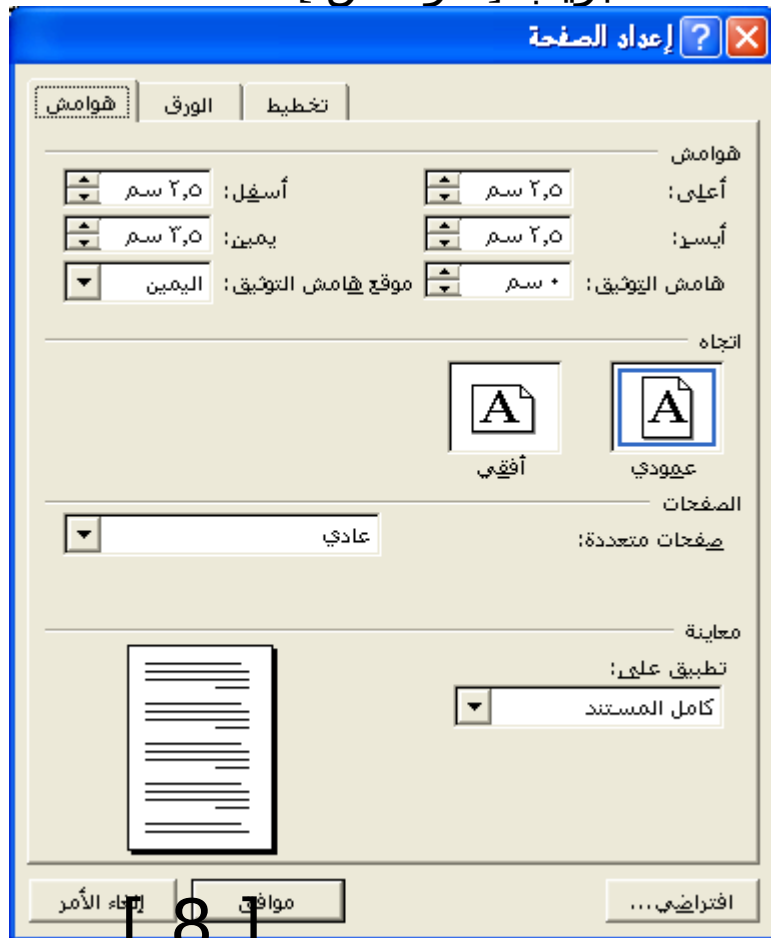 إعداد الصفحة
هوامش الورق تخطيط
هوامش
أعلى: ٢,٥ سم أسفل: ٢,٥ سم
أيسر: ٢,٥ سم يمين: ٢,٥ سم
هامش التوثيق: ٠ سم موقع هامش التوثيق: اليمين
اتجاه
A A
عمودي أفقي
الصفحات
صفحات متعددة: عادي
معاينة
تطبيق على:
كامل المستند
افتراضي... موافق إلغاء الأمر
[ 8 ]